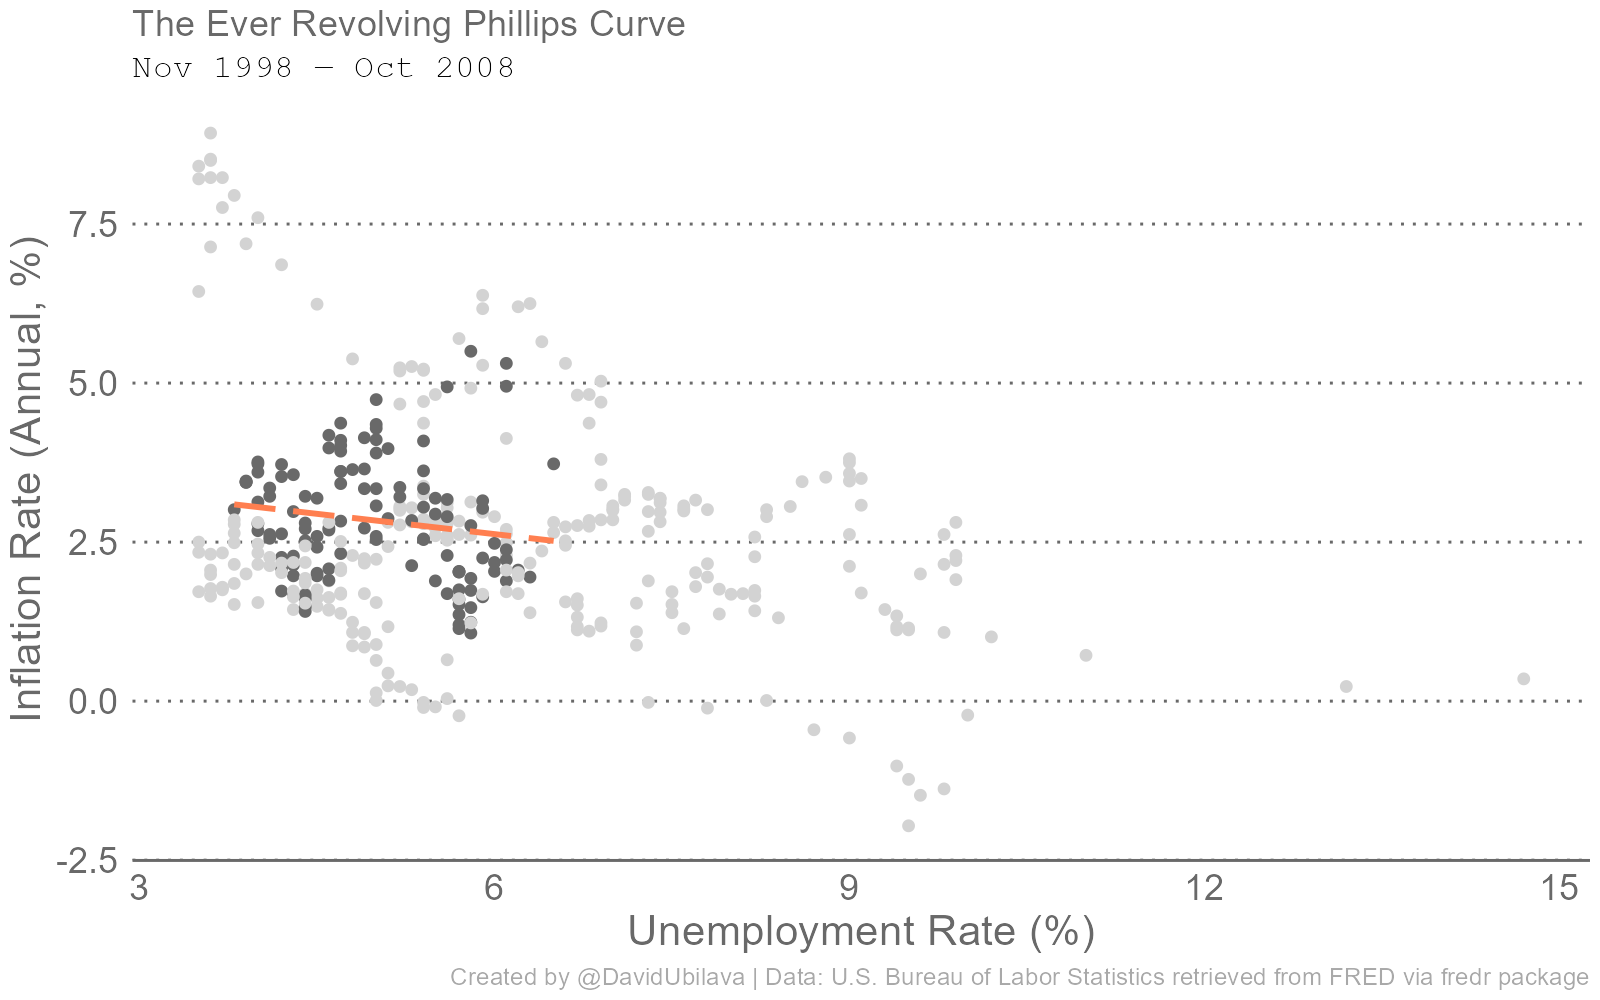 The Ever Revolving Phillips Curve
Nov 1998 — Oct 2008
Inflation Rate (Annual, %)
7.5
5.0
2.5
0.0
-2.5
3 6 9 12 15
Unemployment Rate (%)
Created by @DavidUbilava | Data: U.S. Bureau of Labor Statistics retrieved from FRED via fredr package